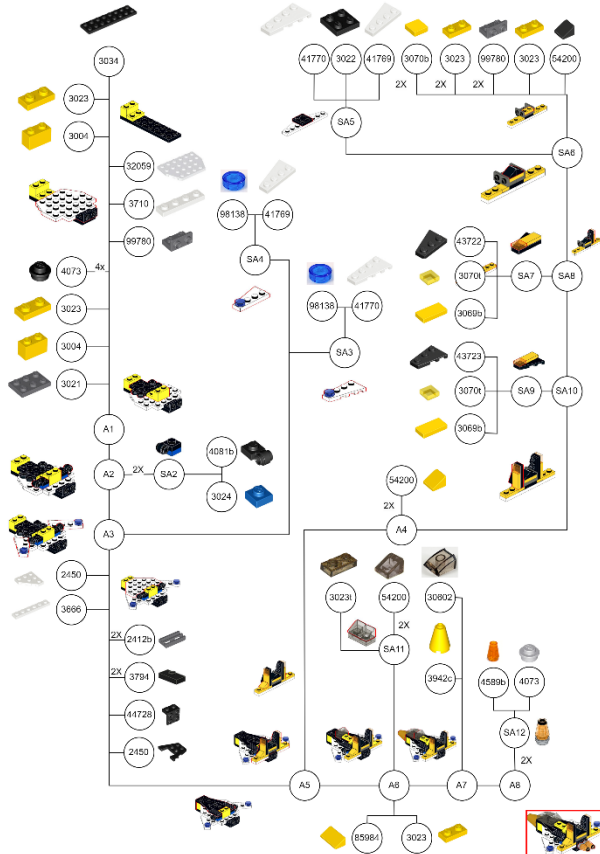 3034
41770
3022
41769
3070b
3023
99780
3023
54200
2X
2X
2X
3023
SA5
3004
SA6
32059
3710
98138
41769
99780
43722
SA4
4073
4x
3070t
SA7
SA8
98138
41770
3023
3069b
3004
SA3
43723
3021
3070t
SA9
SA10
A1
3069b
4081b
A2
2X
SA2
54200
3024
2X
A3
A4
2450
3023t
54200
30602
3666
2X
2X
2412b
SA11
2X
3794
3942c
4589b
4073
44728
SA12
2450
2X
A5
A6
A7
A8
85984
3023